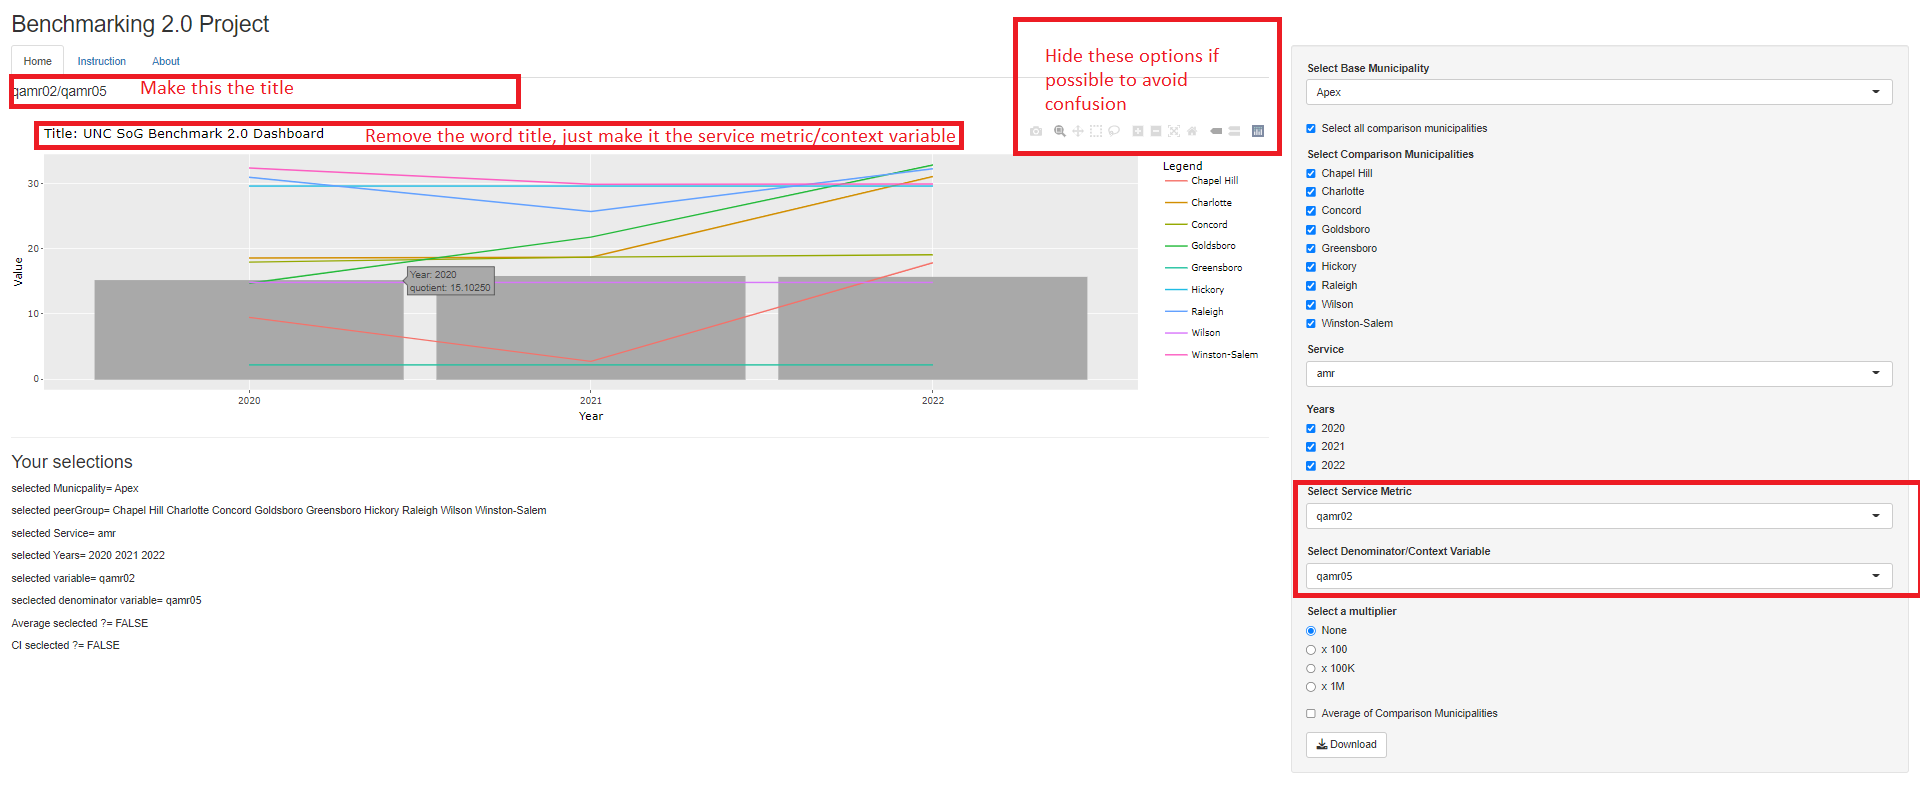 Benchmarking 2.0 Project
Home Instruction About
qamr02/qamr05 Make this the title
Hide these options if
possible to avoid
confusion
Title: UNC SoG Benchmark 2.0 Dashboard Remove the word title, just make it the service metric/context variable
Value
30
20
10
0
Year: 2020
quotient: 15.10250
2020 2021 2022
Year
Legend
Chapel Hill
Charlotte
Concord
Goldsboro
Greensboro
Hickory
Raleigh
Wilson
Winston-Salem
Your selections
selected Municpality= Apex
selected peerGroup= Chapel Hill Charlotte Concord Goldsboro Greensboro Hickory Raleigh Wilson Winston-Salem
selected Service= amr
selected Years= 2020 2021 2022
selected variable= qamr02
seclected denominator variable= qamr05
Average seclected ?= FALSE
CI seclected ?= FALSE
Select Base Municipality
Apex
Select all comparison municipalities
Select Comparison Municipalities
Chapel Hill
Charlotte
Concord
Goldsboro
Greensboro
Hickory
Raleigh
Wilson
Winston-Salem
Service
amr
Years
2020
2021
2022
Select Service Metric
qamr02
Select Denominator/Context Variable
qamr05
Select a multiplier
None
x 100
x 100K
x 1M
Average of Comparison Municipalities
Download